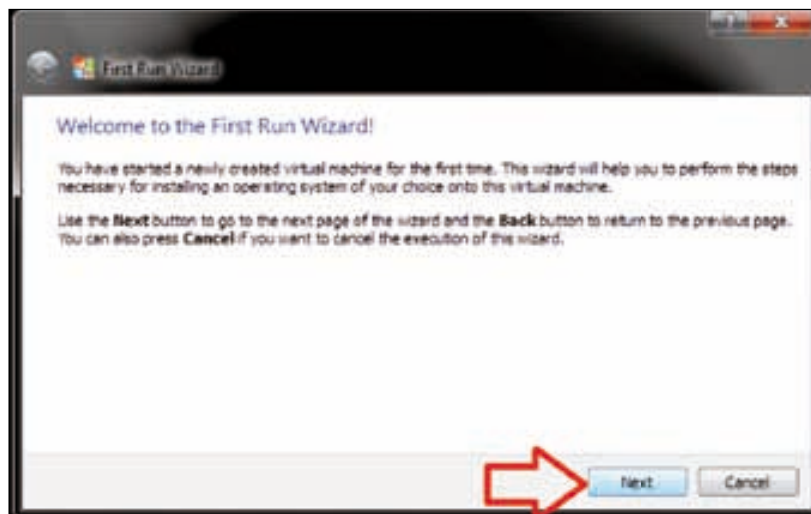 First Run Wizard
Welcome to the First Run Wizard!
You have started a newly created virtual machine for the first time. This wizard will help you to perform the steps
necessary for installing an operating system of your choice onto this virtual machine.
Use the Next button to go to the next page of the wizard and the Back button to return to the previous page.
You can also press Cancel if you want to cancel the execution of this wizard.
Next
Cancel